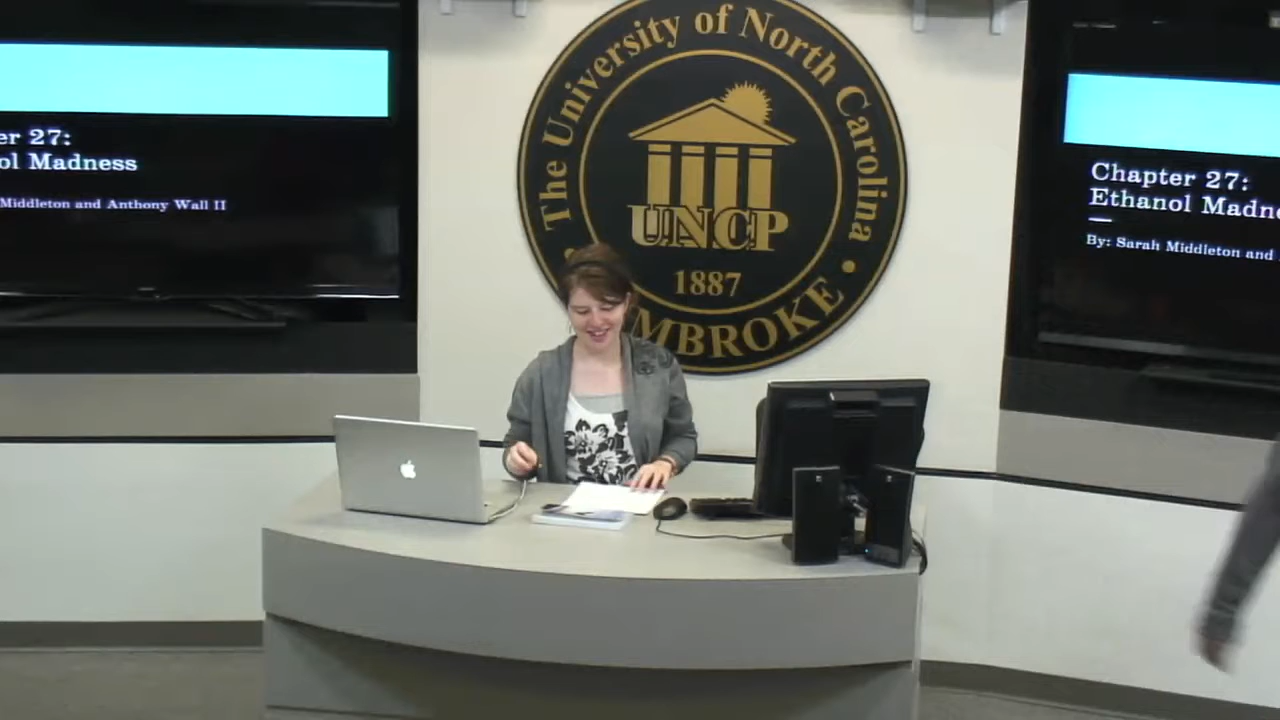 er 27:
ol Madness
Middleton and Anthony Wall II
The University of North Carolina
UNCP
1887
MBROKE
Chapter 27:
Ethanol Madne
By: Sarah Middleton and